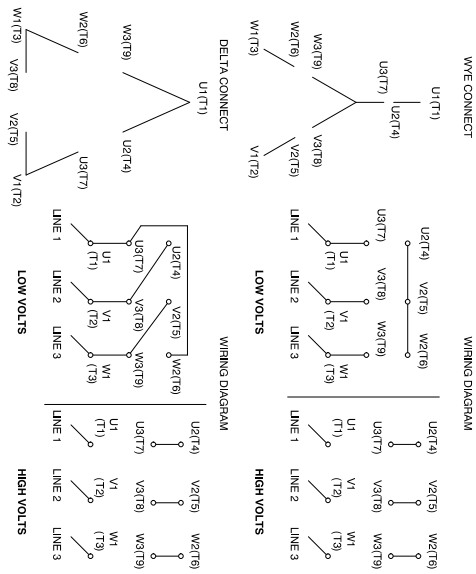 WYE CONNECT
U1(T1)
U2(T4)
U3(T7)
W3(T9) V3(T8)
W2(T6) V2(T5)
W1(T3) V1(T2)
WIRING DIAGRAM
U2(T4) V2(T5) W2(T6)
U3(T7) V3(T8) W3(T9)
U1 V1 W1
(T1) (T2) (T3)
LINE 1 LINE 2 LINE 3
LOW VOLTS
U2(T4) V2(T5) W2(T6)
U3(T7) V3(T8) W3(T9)
U1 V1 W1
(T1) (T2) (T3)
LINE 1 LINE 2 LINE 3
HIGH VOLTS
DELTA CONNECT
U1(T1)
W3(T9) U2(T4)
W2(T6) U3(T7)
W1(T3) V3(T8) V2(T5) V1(T2)
WIRING DIAGRAM
U2(T4) V2(T5) W2(T6)
U3(T7) V3(T8) W3(T9)
U1 V1 W1
(T1) (T2) (T3)
LINE 1 LINE 2 LINE 3
LOW VOLTS
U2(T4) V2(T5) W2(T6)
U3(T7) V3(T8) W3(T9)
U1 V1 W1
(T1) (T2) (T3)
LINE 1 LINE 2 LINE 3
HIGH VOLTS